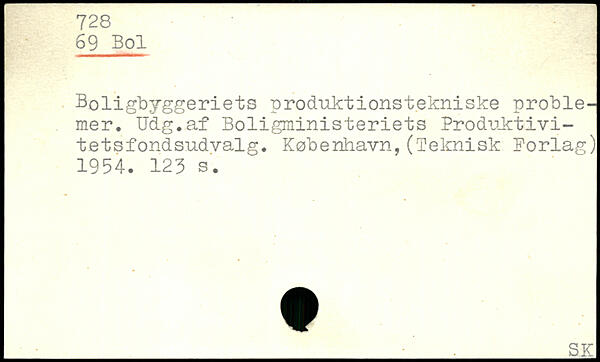 728
69 Bol
Boligbyggeriets produktionstekniske proble-
mer. Udg.af Boligministeriets Produktivi-
tetsfondsudvalg. København,(Teknisk Forlag)
1954. 123 s.
SK